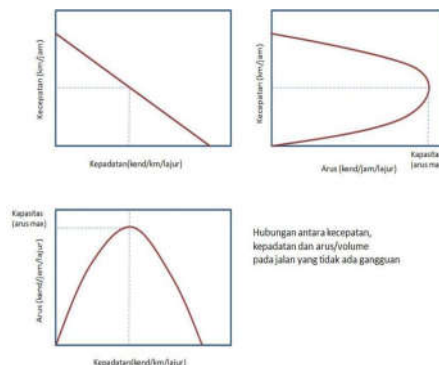 Kecepatan (km/jam)
Kepadatan(kend/km/lajur)
Kecepatan (km/jam)
Kapasitas
(arus max)
Arus (kend/jam/lajur)
Kapasitas
(arus max)
Arus (kend/jam/lajur)
Kepadatan(kend/km/lajur)
Hubungan antara kecepatan,
kepadatan dan arus/volume
pada jalan yang tidak ada gangguan